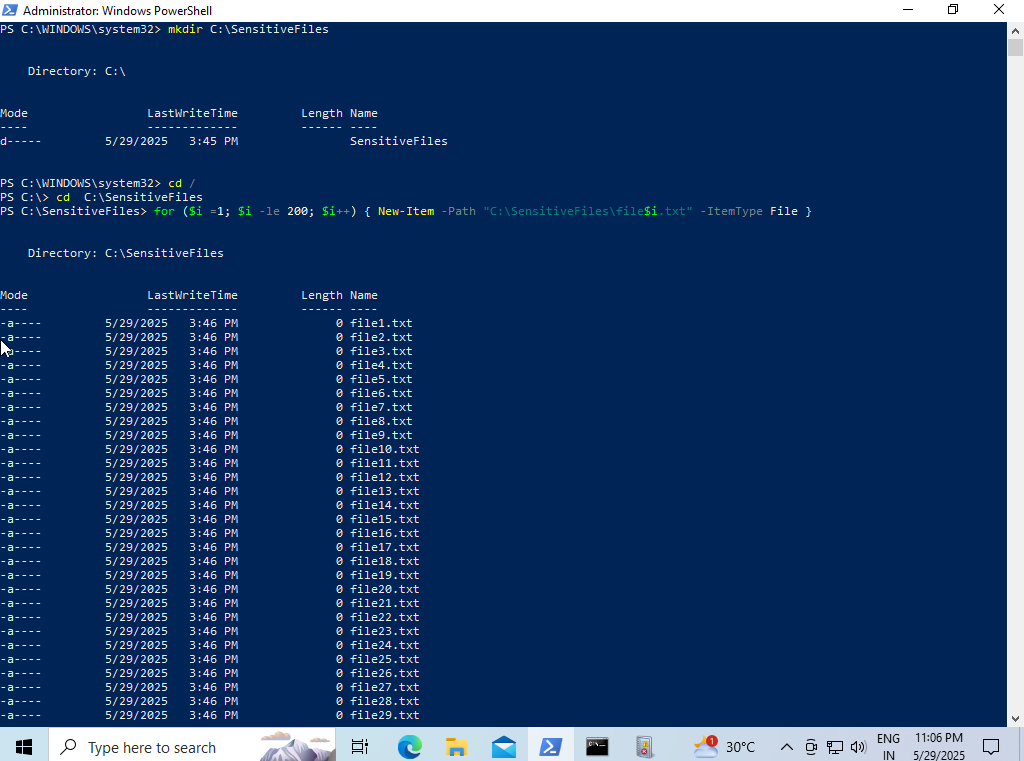 Administrator: Windows PowerShell
PS C:\WINDOWS\system32> mkdir C:\SensitiveFiles
Directory: C:\
Mode LastWriteTime Length Name
---- ------------- ------ ----
d----- 5/29/2025 3:45 PM SensitiveFiles
PS C:\WINDOWS\system32> cd /
PS C:\> cd  C:\SensitiveFiles
PS C:\SensitiveFiles> for ($i =1; $i -le 200; $i++) { New-Item -Path "C:\SensitiveFiles\file$i.txt" -ItemType File }
Directory: C:\SensitiveFiles
Mode LastWriteTime Length Name
---- ------------- ------ ----
-a---- 5/29/2025 3:46 PM 0 file1.txt
-a---- 5/29/2025 3:46 PM 0 file2.txt
-a---- 5/29/2025 3:46 PM 0 file3.txt
-a---- 5/29/2025 3:46 PM 0 file4.txt
-a---- 5/29/2025 3:46 PM 0 file5.txt
-a---- 5/29/2025 3:46 PM 0 file6.txt
-a---- 5/29/2025 3:46 PM 0 file7.txt
-a---- 5/29/2025 3:46 PM 0 file8.txt
-a---- 5/29/2025 3:46 PM 0 file9.txt
-a---- 5/29/2025 3:46 PM 0 file10.txt
-a---- 5/29/2025 3:46 PM 0 file11.txt
-a---- 5/29/2025 3:46 PM 0 file12.txt
-a---- 5/29/2025 3:46 PM 0 file13.txt
-a---- 5/29/2025 3:46 PM 0 file14.txt
-a---- 5/29/2025 3:46 PM 0 file15.txt
-a---- 5/29/2025 3:46 PM 0 file16.txt
-a---- 5/29/2025 3:46 PM 0 file17.txt
-a---- 5/29/2025 3:46 PM 0 file18.txt
-a---- 5/29/2025 3:46 PM 0 file19.txt
-a---- 5/29/2025 3:46 PM 0 file20.txt
-a---- 5/29/2025 3:46 PM 0 file21.txt
-a---- 5/29/2025 3:46 PM 0 file22.txt
-a---- 5/29/2025 3:46 PM 0 file23.txt
-a---- 5/29/2025 3:46 PM 0 file24.txt
-a---- 5/29/2025 3:46 PM 0 file25.txt
-a---- 5/29/2025 3:46 PM 0 file26.txt
-a---- 5/29/2025 3:46 PM 0 file27.txt
-a---- 5/29/2025 3:46 PM 0 file28.txt
-a---- 5/29/2025 3:46 PM 0 file29.txt
Type here to search
1
30°C
ENG
IN
11:06 PM
5/29/2025